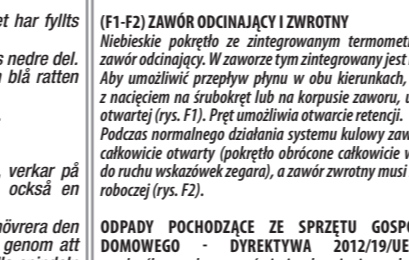 et har fyllts
s nedre del.
blå ratten
verkar på
också en
növrera den
genom att
(F1-F2) ZAWÓR ODCINAJĄCY I ZWROTNY
Niebieskie pokrętło ze zintegrowanym termomet
zawór odcinający. W zaworze tym zintegrowany jest
Aby umożliwić przepływ płynu w obu kierunkach,
z nacięciem na śrubokręt lub na korpusie zaworu, u
otwartej (rys. F1). Pręt umożliwia otwarcie retencji.
Podczas normalnego działania systemu kulowy zaw
całkowicie otwarty (pokrętło obrócone całkowicie w
do ruchu wskazówek zegara), a zawór zwrotny musi
roboczej (rys. F2).
ODPADY POCHODZĄCE ZE SPRZĘTU GOSPO
DOMOWEGO - DYREKTYWA 2012/19/UE